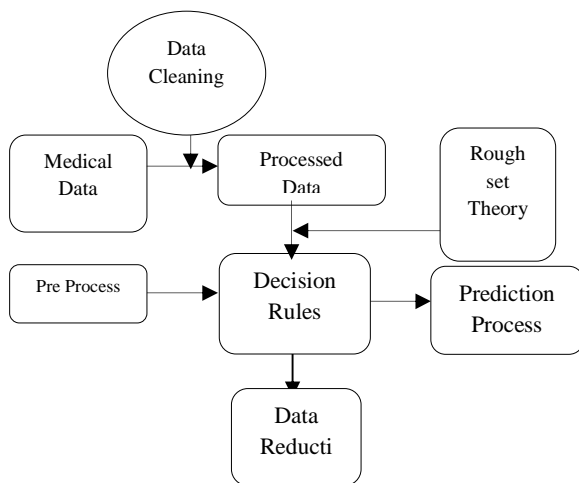 Data
Cleaning
Medical
Data
Processed
Data
Rough
set
Theory
Pre Process
Decision
Rules
Prediction
Process
Data
Reducti